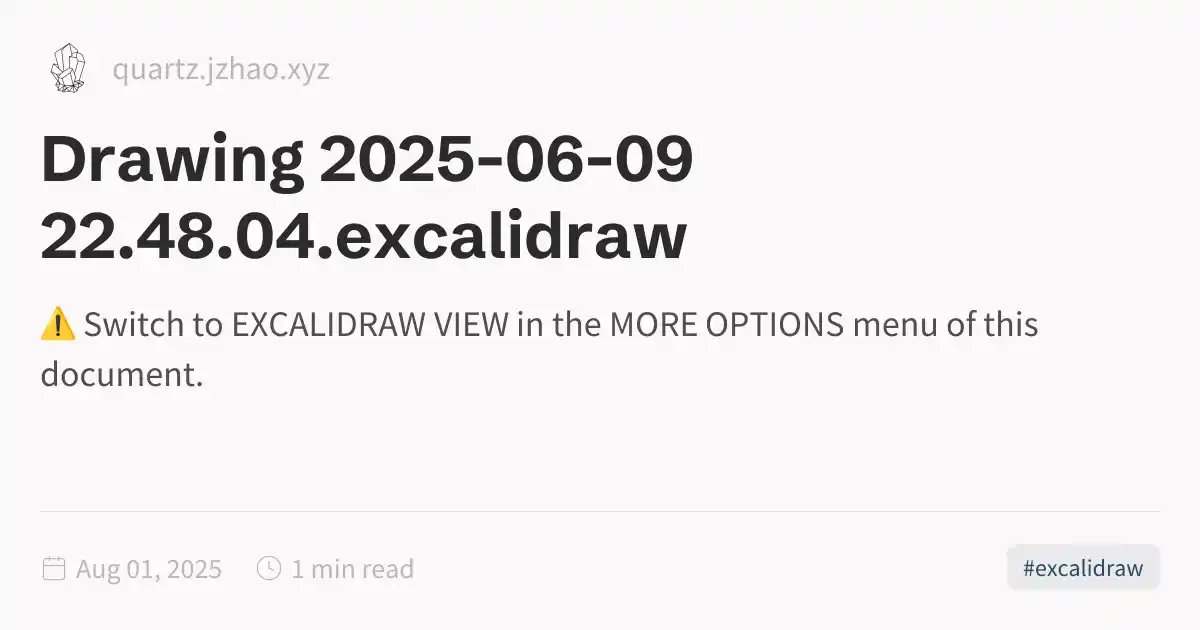 quartz.jzhao.xyz
Drawing 2025-06-09
22.48.04.excalidraw
⚠️ Switch to EXCALIDRAW VIEW in the MORE OPTIONS menu of this
document.
Aug 01, 2025
1 min read
#excalidraw